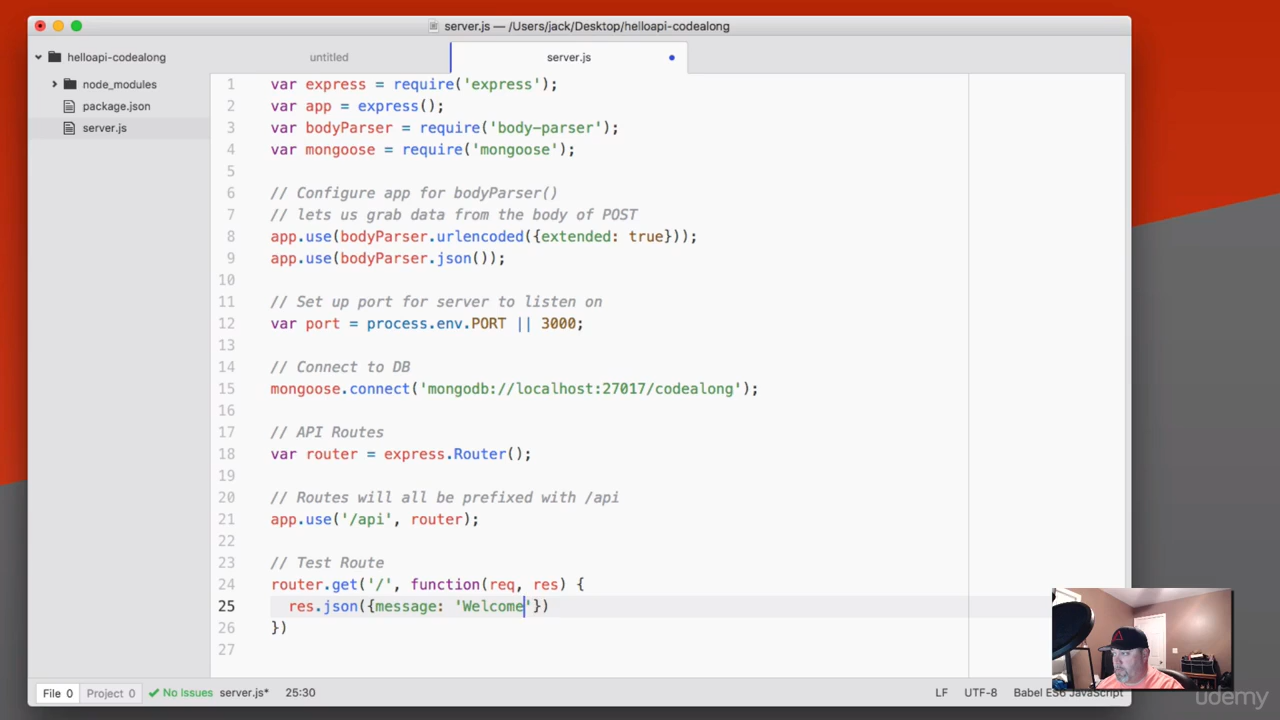 server.js — /Users/jack/Desktop/helloapi-codealong
helloapi-codealong
node_modules
package.json
server.js
untitled
server.js
1 var express = require('express');
2 var app = express();
3 var bodyParser = require('body-parser');
4 var mongoose = require('mongoose');
5
6 // Configure app for bodyParser()
7 // lets us grab data from the body of POST
8 app.use(bodyParser.urlencoded({extended: true}));
9 app.use(bodyParser.json());
10
11 // Set up port for server to listen on
12 var port = process.env.PORT || 3000;
13
14 // Connect to DB
15 mongoose.connect('mongodb://localhost:27017/codealong');
16
17 // API Routes
18 var router = express.Router();
19
20 // Routes will all be prefixed with /api
21 app.use('/api', router);
22
23 // Test Route
24 router.get('/', function(req, res) {
25 res.json({message: 'Welcome'})
26 })
27
File 0 Project 0 No Issues server.js* 25:30 LF UTF-8 Babel ES6 JavaScript
udemy